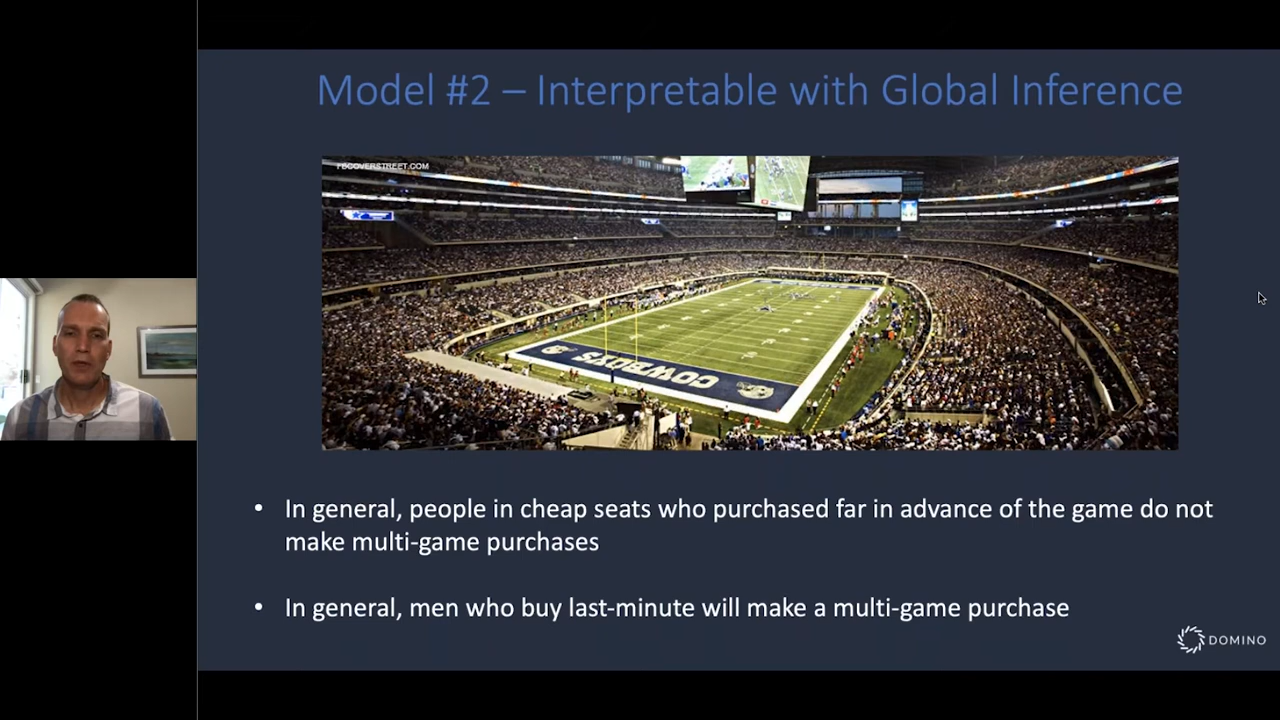 Model #2 – Interpretable with Global Inference
COWBOYS
• In general, people in cheap seats who purchased far in advance of the game do not
make multi-game purchases
• In general, men who buy last-minute will make a multi-game purchase
DOMINO